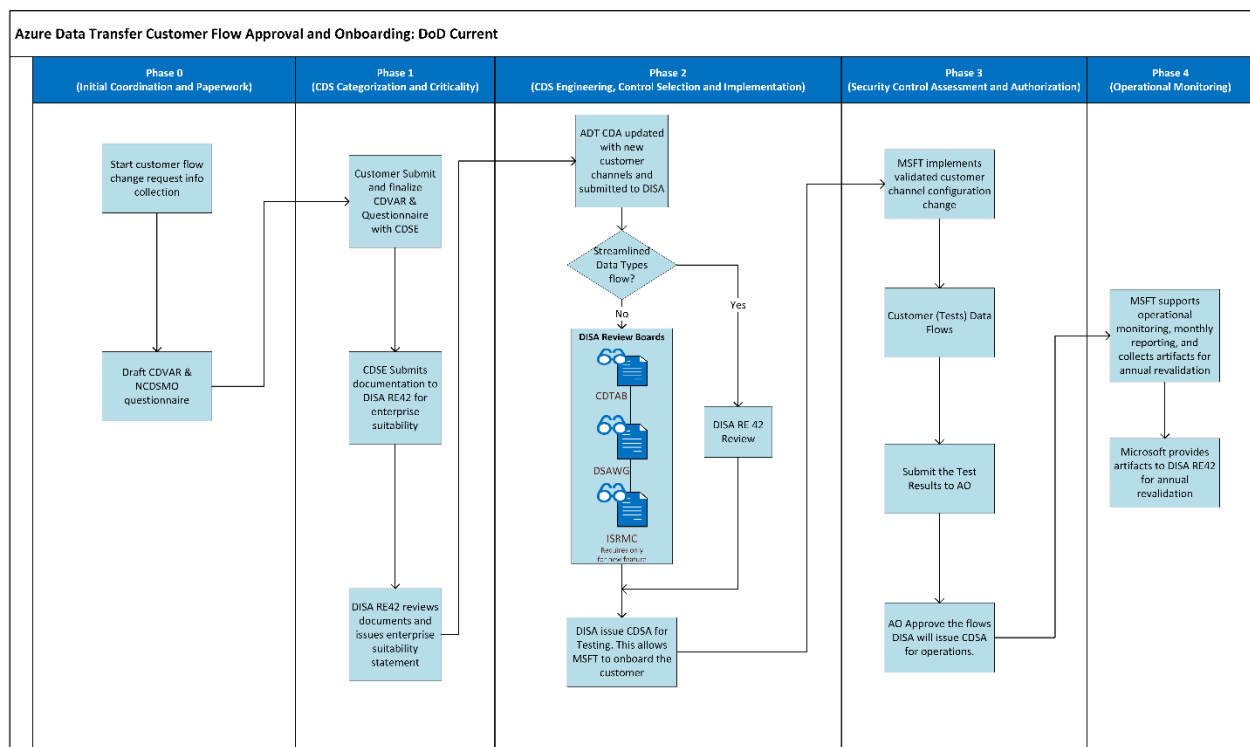 Azure Data Transfer Customer Flow Approval and Onboarding: DoD Current
Phase 0
(Initial Coordination and Paperwork)
Phase 1
(CDS Categorization and Criticality)
Phase 2
(CDS Engineering, Control Selection and Implementation)
Phase 3
(Security Control Assessment and Authorization)
Phase 4
(Operational Monitoring)
Start customer flow
change request info
collection
Draft CDVAR &
NCDSMO
questionnaire
Customer Submit
and finalize
CDVAR &
Questionnaire
with CDSE
CDSE Submits
documentation to
DISA RE42 for
enterprise
suitability
DISA RE42 reviews
documents and
issues enterprise
suitability
statement
ADT CDA updated
with new
customer
channels and
submitted to DISA
Streamlined
Data Types
flow?
No
Yes
DISA Review Boards
CDTAB
DSAWG
ISRMC
Requires only
for new feature
DISA RE 42
Review
DISA issue CDSA for
Testing. This allows
MSFT to onboard the
customer
MSFT implements
validated customer
channel configuration
change
Customer (Tests) Data
Flows
Submit the Test
Results to AO
AO Approve the flows
DISA will issue CDSA
for operations.
MSFT supports
operational
monitoring, monthly
reporting, and
collects artifacts for
annual revalidation
Microsoft provides
artifacts to DISA RE42
for annual
revalidation